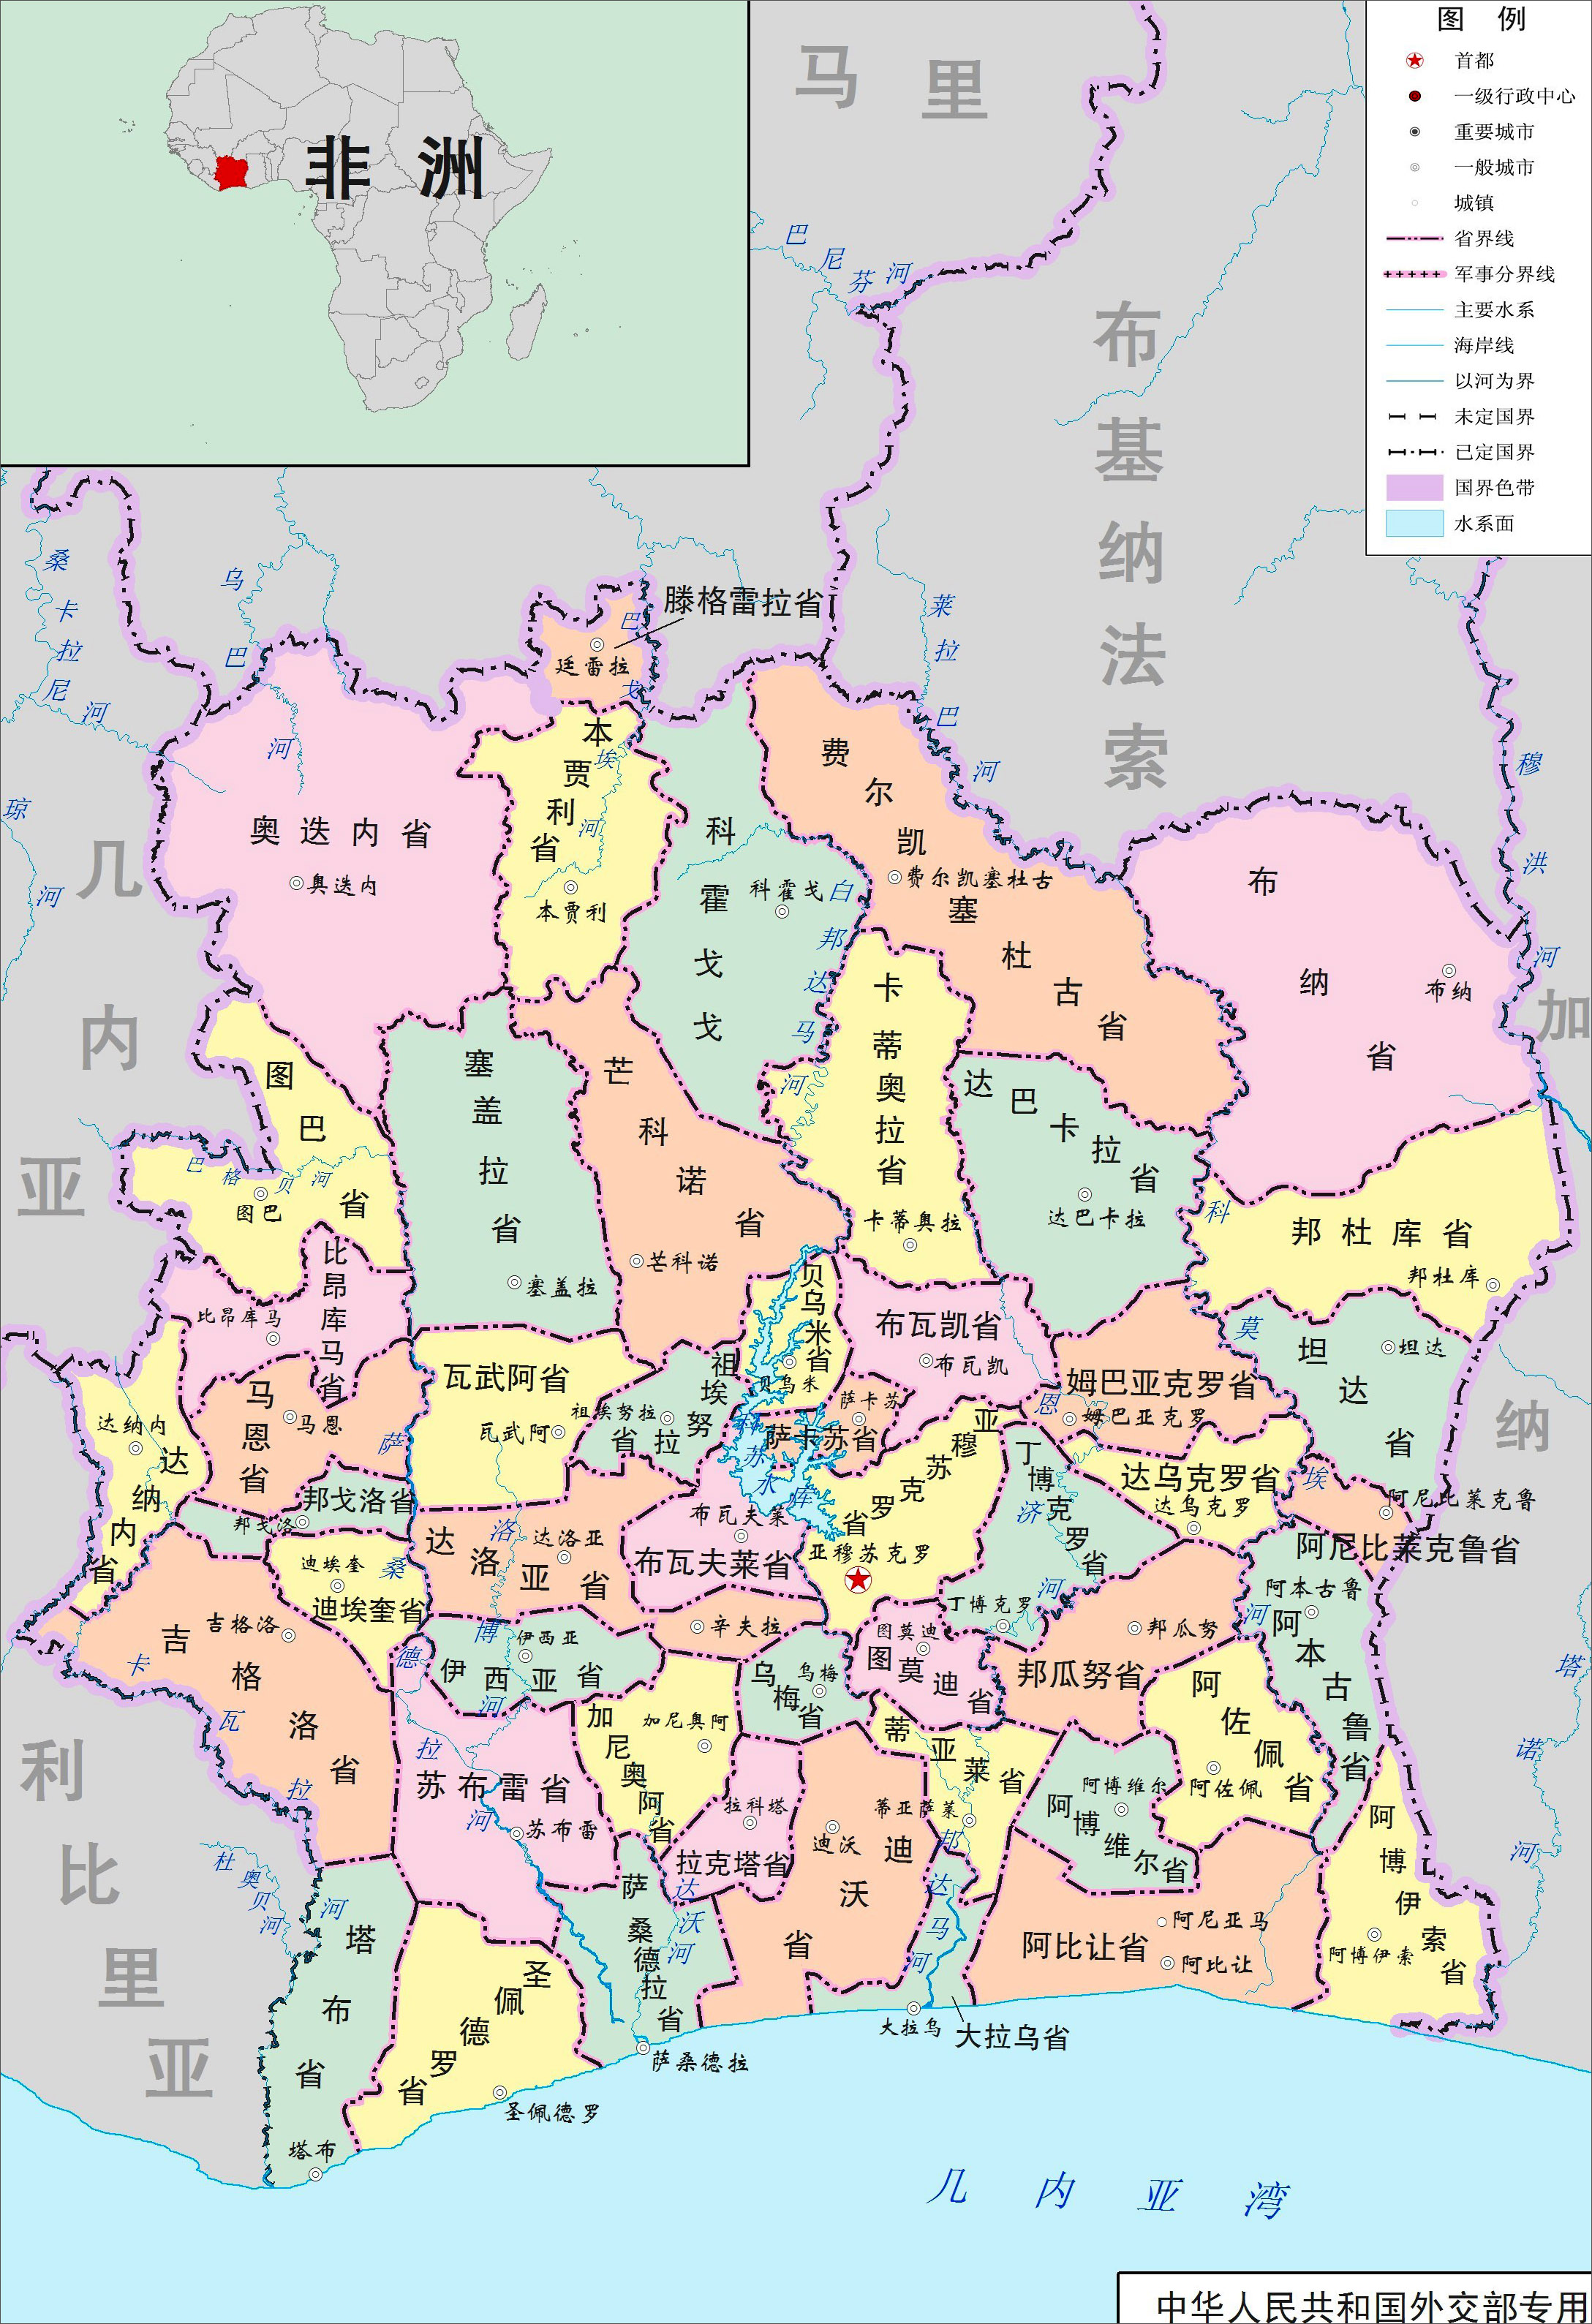 非洲
图 例
首都
一级行政中心
重要城市
一般城市
城镇
省界线
军事分界线
主要水系
海岸线
以河为界
未定国界
已定国界
国界色带
水系面
马里
布基纳法索
几内亚
利比里亚
加纳
巴尼芬河
桑卡拉尼河
乌巴河
琼河
巴戈埃河
莱拉巴河
穆洪河
滕格雷拉省
廷雷拉
奥迭内省
奥迭内
本贾利省
本贾利
科霍戈戈
科霍戈
白邦达马河
费尔凯塞杜古省
费尔凯塞杜古
布纳省
布纳
卡蒂奥拉省
卡蒂奥拉
达巴卡拉省
达巴卡拉
图巴省
图巴
巴格贝河
塞盖拉省
塞盖拉
芒科诺省
芒科诺
科莫埃河
邦杜库省
邦杜库
比昂库马省
比昂库马
贝乌米省
贝乌米
布瓦凯省
布瓦凯
坦达省
坦达
瓦武阿省
瓦武阿
祖埃努拉省
祖埃努拉
姆巴亚克罗省
姆巴亚克罗
马恩省
马恩
达纳内省
达纳内
萨卡苏省
萨卡苏
科苏水库
亚穆苏克罗省
亚穆苏克罗
丁博克罗省
丁博克罗
恩济河
达乌克罗省
达乌克罗
阿尼比莱克鲁
阿尼比莱克鲁省
邦戈洛省
邦戈洛
迪埃奎
迪埃奎省
达洛亚省
达洛亚
洛博河
布瓦夫莱
布瓦夫莱省
萨桑德拉河
吉格洛省
吉格洛
卡瓦拉河
辛夫拉
伊西亚省
伊西亚
乌梅省
乌梅
图莫迪省
图莫迪
邦瓜努
邦瓜努省
阿本古鲁
阿本古鲁省
阿佐佩省
阿佐佩
加尼奥阿省
加尼奥阿
苏布雷省
苏布雷
拉科塔
拉克塔省
迪沃省
迪沃
蒂亚莱省
蒂亚萨莱
邦达马河
阿博维尔省
阿博维尔
塔诺河
杜奥贝河
塔布省
塔布
圣佩德罗省
圣佩德罗
萨桑德拉省
萨桑德拉
达沃河
大拉乌
大拉乌省
阿比让省
阿尼亚马
阿比让
阿博伊索省
阿博伊索
几内亚湾
中华人民共和国外交部专用